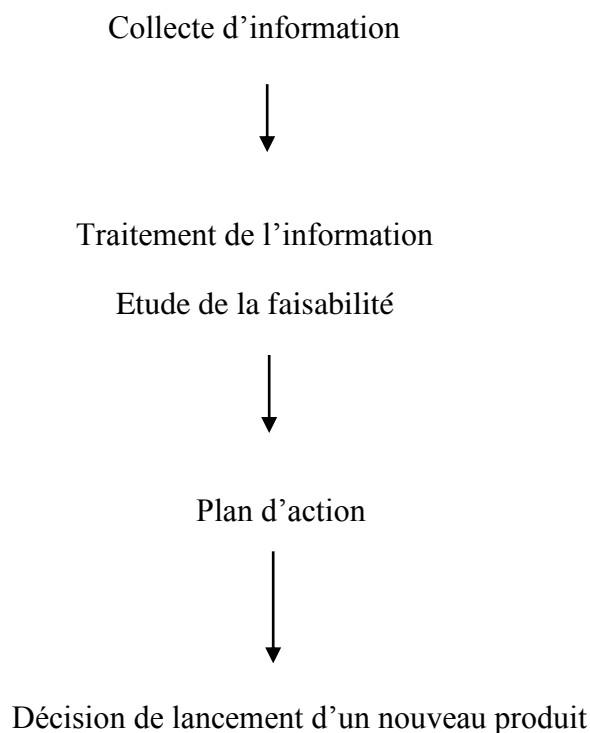 Collecte d’information
Traitement de l’information
Etude de la faisabilité
Plan d’action
Décision de lancement d’un nouveau produit